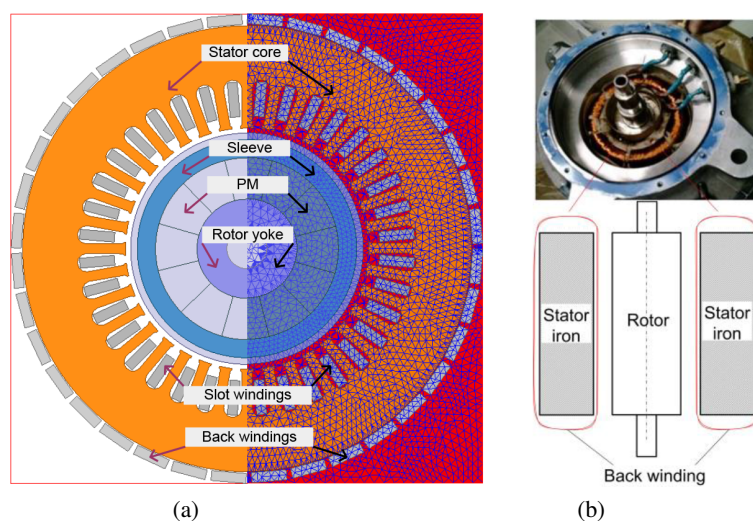 Stator core
Sleeve
PM
Rotor yoke
Slot windings
Back windings
(a)
Stator
iron
Rotor
Stator
iron
Back winding
(b)